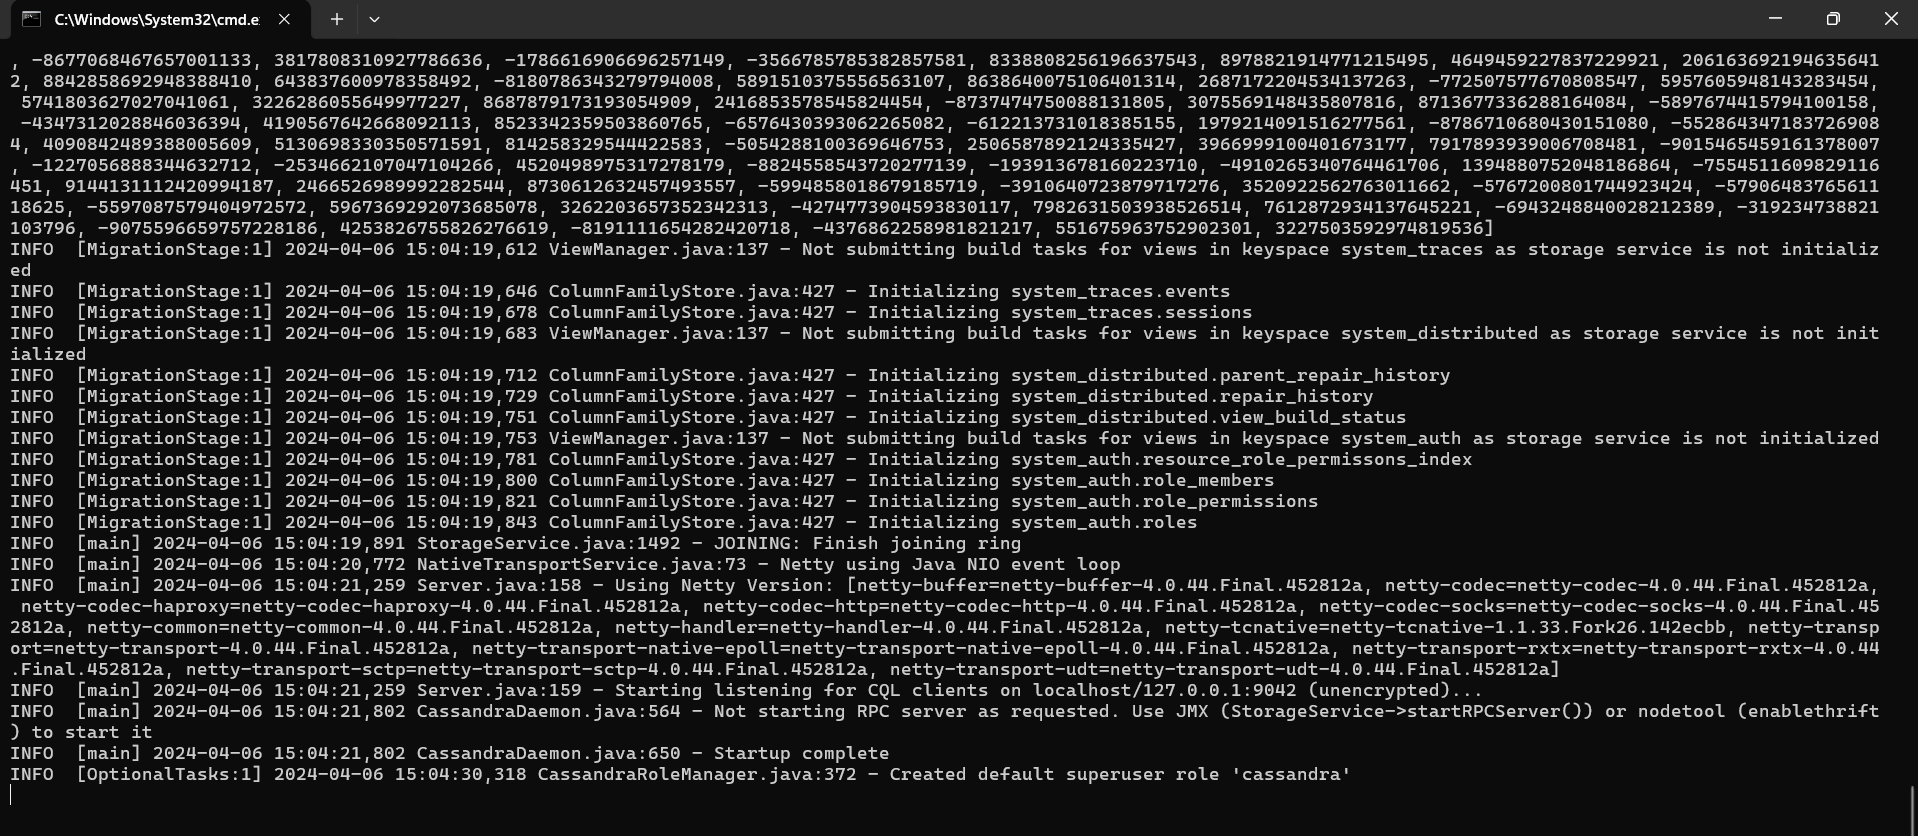 C:\Windows\System32\cmd.e
, -8677068467657001133, 3817808310927786636, -1786616906696257149, -3566785785382857581, 8338808256196637543, 8978821914771215495, 4649459227837229921, 206163692194635641
2, 8842858692948388410, 6438376009783584​92, -8180786343279794008, 5891510375556563107, 8638640075106401314, 2687172204534137263, -772507577670808547, 5957605948143283454,
 5741803627027041061, 3226286055649977227, 8687879173193054909, 2416853578545824454, -8737474750088131805, 3075569148435807816, 8713677336288164084, -5897674415794100158,
 -4347312028846036394, 4190567642668092113, 8523342359503860765, -6576430393062265082, -612213731018385155, 1979214091516277561, -8786710680430151080, -552864347183726908
4, 4090842489388005609, 5130698330350571591, 814258329544422583, -5054288100369646753, 2506587892124335427, 3966999100401673177, 7917893939006708481, -9015465459161378007
, -1227056888344632712, -2534662107047104266, 4520498975317278179, -8824558543720277139, -193913678160223710, -4910265340764461706, 1394880752048186864, -7554511609829116
451, 9144131112420994187, 2466526989992282544, 8730612632457493557, -5994858018679185719, -3910640723879717276, 3520922562763011662, -5767200801744923424, -57906483765611
18625, -5597087579404972572, 5967369292073685078, 3262203657352342313, -4274773904593830117, 7982631503938526514, 7612872934137645221, -6943248840028212389, -319234738821
103796, -9075596659757228186, 4253826755826276619, -8191111654282420718, -4376862258981821217, 551675963752902301, 3227503592974819536]
INFO  [MigrationStage:1] 2024-04-06 15:04:19,612 ViewManager.java:137 - Not submitting build tasks for views in keyspace system_traces as storage service is not initializ
ed
INFO  [MigrationStage:1] 2024-04-06 15:04:19,646 ColumnFamilyStore.java:427 - Initializing system_traces.events
INFO  [MigrationStage:1] 2024-04-06 15:04:19,678 ColumnFamilyStore.java:427 - Initializing system_traces.sessions
INFO  [MigrationStage:1] 2024-04-06 15:04:19,683 ViewManager.java:137 - Not submitting build tasks for views in keyspace system_distributed as storage service is not init
ialized
INFO  [MigrationStage:1] 2024-04-06 15:04:19,712 ColumnFamilyStore.java:427 - Initializing system_distributed.parent_repair_history
INFO  [MigrationStage:1] 2024-04-06 15:04:19,729 ColumnFamilyStore.java:427 - Initializing system_distributed.repair_history
INFO  [MigrationStage:1] 2024-04-06 15:04:19,751 ColumnFamilyStore.java:427 - Initializing system_distributed.view_build_status
INFO  [MigrationStage:1] 2024-04-06 15:04:19,753 ViewManager.java:137 - Not submitting build tasks for views in keyspace system_auth as storage service is not initialized
INFO  [MigrationStage:1] 2024-04-06 15:04:19,781 ColumnFamilyStore.java:427 - Initializing system_auth.resource_role_permissons_index
INFO  [MigrationStage:1] 2024-04-06 15:04:19,800 ColumnFamilyStore.java:427 - Initializing system_auth.role_members
INFO  [MigrationStage:1] 2024-04-06 15:04:19,821 ColumnFamilyStore.java:427 - Initializing system_auth.role_permissions
INFO  [MigrationStage:1] 2024-04-06 15:04:19,843 ColumnFamilyStore.java:427 - Initializing system_auth.roles
INFO  [main] 2024-04-06 15:04:19,891 StorageService.java:1492 - JOINING: Finish joining ring
INFO  [main] 2024-04-06 15:04:20,772 NativeTransportService.java:73 - Netty using Java NIO event loop
INFO  [main] 2024-04-06 15:04:21,259 Server.java:158 - Using Netty Version: [netty-buffer=netty-buffer-4.0.44.Final.452812a, netty-codec=netty-codec-4.0.44.Final.452812a,
 netty-codec-haproxy=netty-codec-haproxy-4.0.44.Final.452812a, netty-codec-http=netty-codec-http-4.0.44.Final.452812a, netty-codec-socks=netty-codec-socks-4.0.44.Final.45
2812a, netty-common=netty-common-4.0.44.Final.452812a, netty-handler=netty-handler-4.0.44.Final.452812a, netty-tcnative=netty-tcnative-1.1.33.Fork26.142ecbb, netty-transp
ort=netty-transport-4.0.44.Final.452812a, netty-transport-native-epoll=netty-transport-native-epoll-4.0.44.Final.452812a, netty-transport-rxtx=netty-transport-rxtx-4.0.44
.Final.452812a, netty-transport-sctp=netty-transport-sctp-4.0.44.Final.452812a, netty-transport-udt=netty-transport-udt-4.0.44.Final.452812a]
INFO  [main] 2024-04-06 15:04:21,259 Server.java:159 - Starting listening for CQL clients on localhost/127.0.0.1:9042 (unencrypted)...
INFO  [main] 2024-04-06 15:04:21,802 CassandraDaemon.java:564 - Not starting RPC server as requested. Use JMX (StorageService->startRPCServer()) or nodetool (enablethrift
) to start it
INFO  [main] 2024-04-06 15:04:21,802 CassandraDaemon.java:650 - Startup complete
INFO  [OptionalTasks:1] 2024-04-06 15:04:30,318 CassandraRoleManager.java:372 - Created default superuser role 'cassandra'